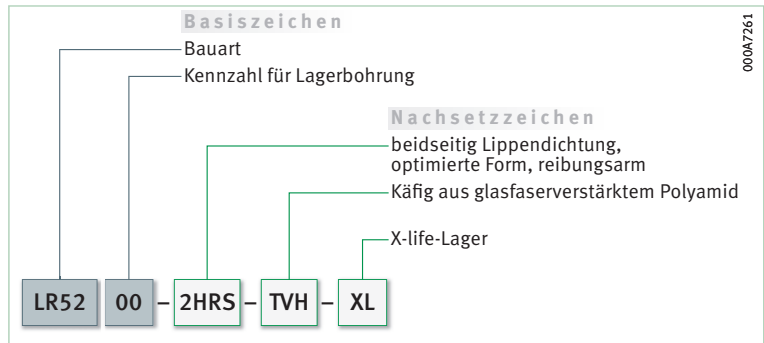 Basiszeichen
Bauart
Kennzahl für Lagerbohrung
000A7261
Nachsetzzeichen
beidseitig Lippendichtung,
optimierte Form, reibungsarm
Käfig aus glasfaserverstärktem Polyamid
X-life-Lager
LR52 00 – 2HRS – TVH – XL